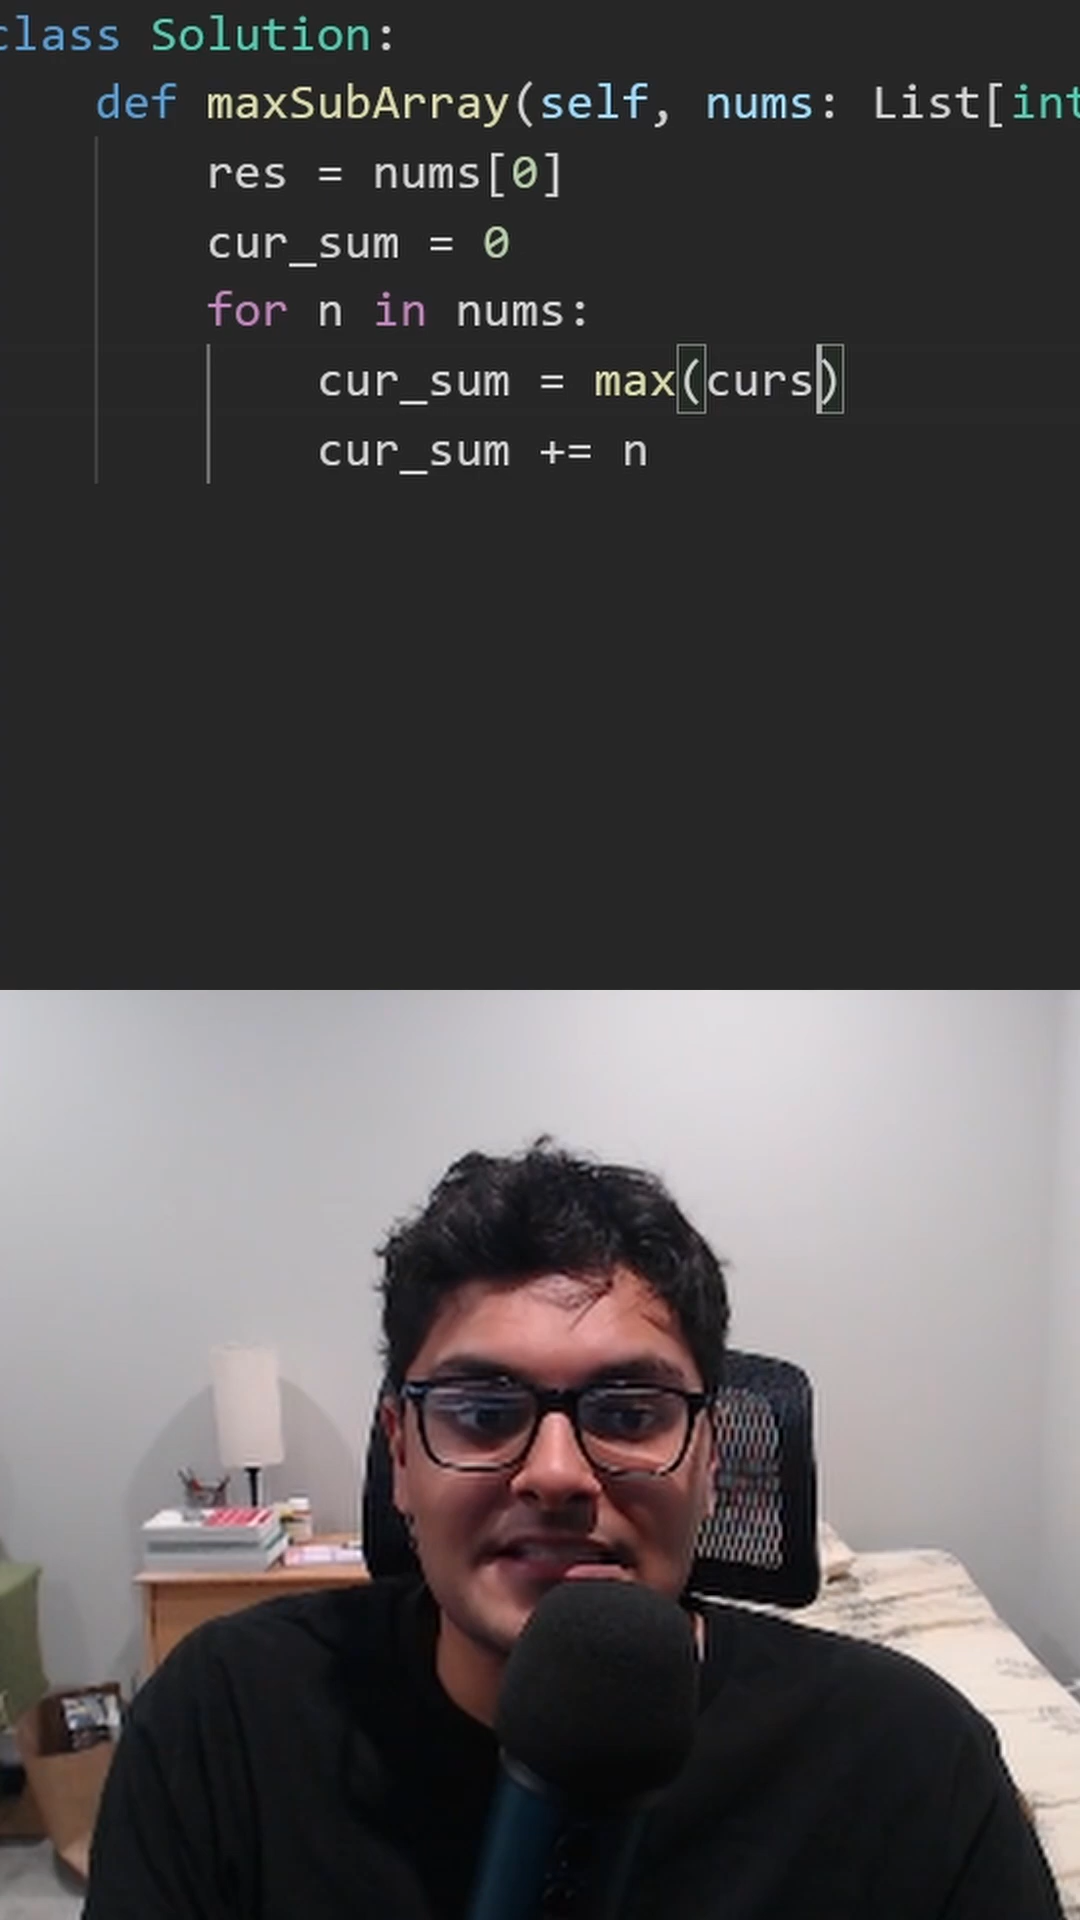 class Solution:
def maxSubArray(self, nums: List[int
res = nums[0]
cur_sum = 0
for n in nums:
cur_sum = max(curs)
cur_sum += n